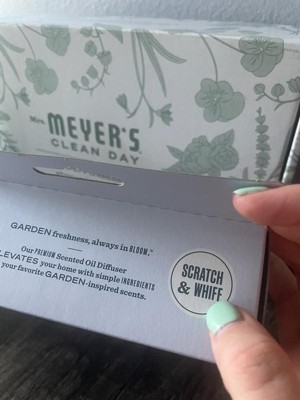 Mrs.
MEYER'S
CLEAN DAY
GARDEN freshness, always in BLOOM.™
Our PREMIUM Scented Oil Diffuser
ELEVATES your home with simple INGREDIENTS
your favorite GARDEN-inspired scents.
SCRATCH
& WHIFF